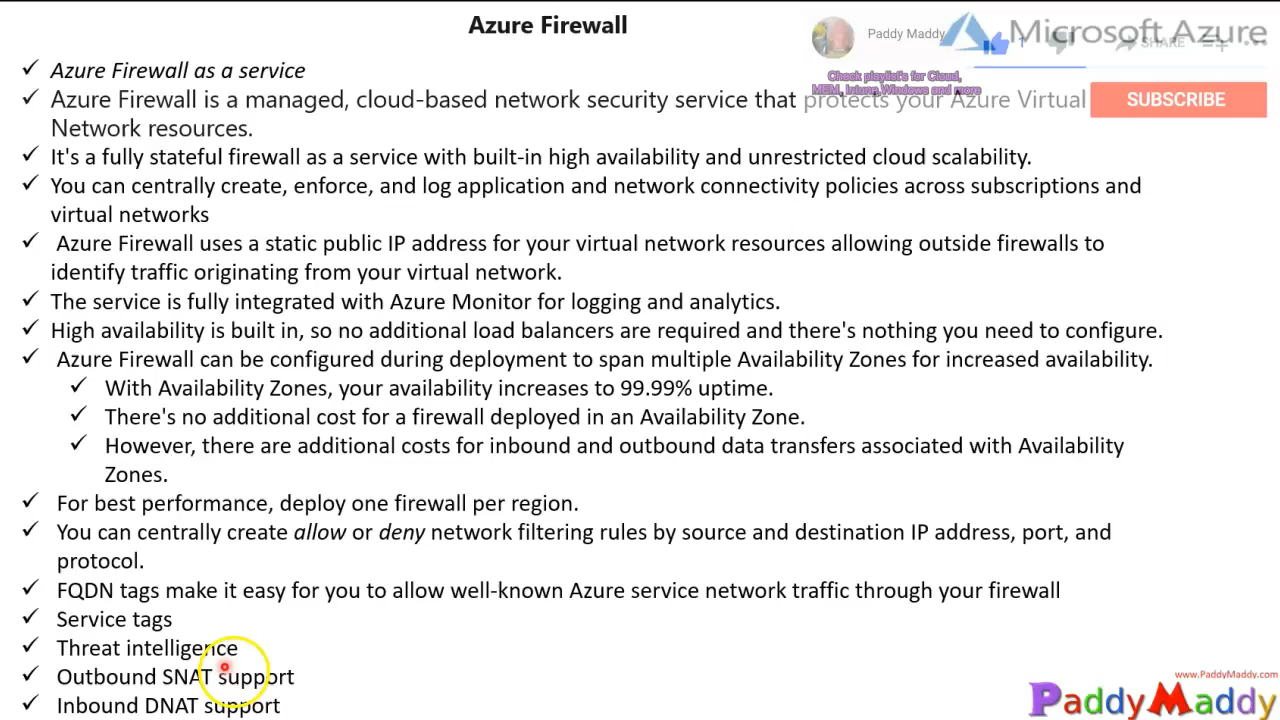 Azure Firewall
Paddy Maddy
Microsoft Azure
1
SHARE
Check playlist's for Cloud,
MEM, Intune,Windows and more
SUBSCRIBE
✓ Azure Firewall as a service
✓ Azure Firewall is a managed, cloud-based network security service that protects your Azure Virtual
Network resources.
✓ It's a fully stateful firewall as a service with built-in high availability and unrestricted cloud scalability.
✓ You can centrally create, enforce, and log application and network connectivity policies across subscriptions and
virtual networks
✓ Azure Firewall uses a static public IP address for your virtual network resources allowing outside firewalls to
identify traffic originating from your virtual network.
✓ The service is fully integrated with Azure Monitor for logging and analytics.
✓ High availability is built in, so no additional load balancers are required and there's nothing you need to configure.
✓ Azure Firewall can be configured during deployment to span multiple Availability Zones for increased availability.
✓ With Availability Zones, your availability increases to 99.99% uptime.
✓ There's no additional cost for a firewall deployed in an Availability Zone.
✓ However, there are additional costs for inbound and outbound data transfers associated with Availability
Zones.
✓ For best performance, deploy one firewall per region.
✓ You can centrally create allow or deny network filtering rules by source and destination IP address, port, and
protocol.
✓ FQDN tags make it easy for you to allow well-known Azure service network traffic through your firewall
✓ Service tags
✓ Threat intelligence
✓ Outbound SNAT support
✓ Inbound DNAT support
www.PaddyMaddy.com
PaddyMaddy